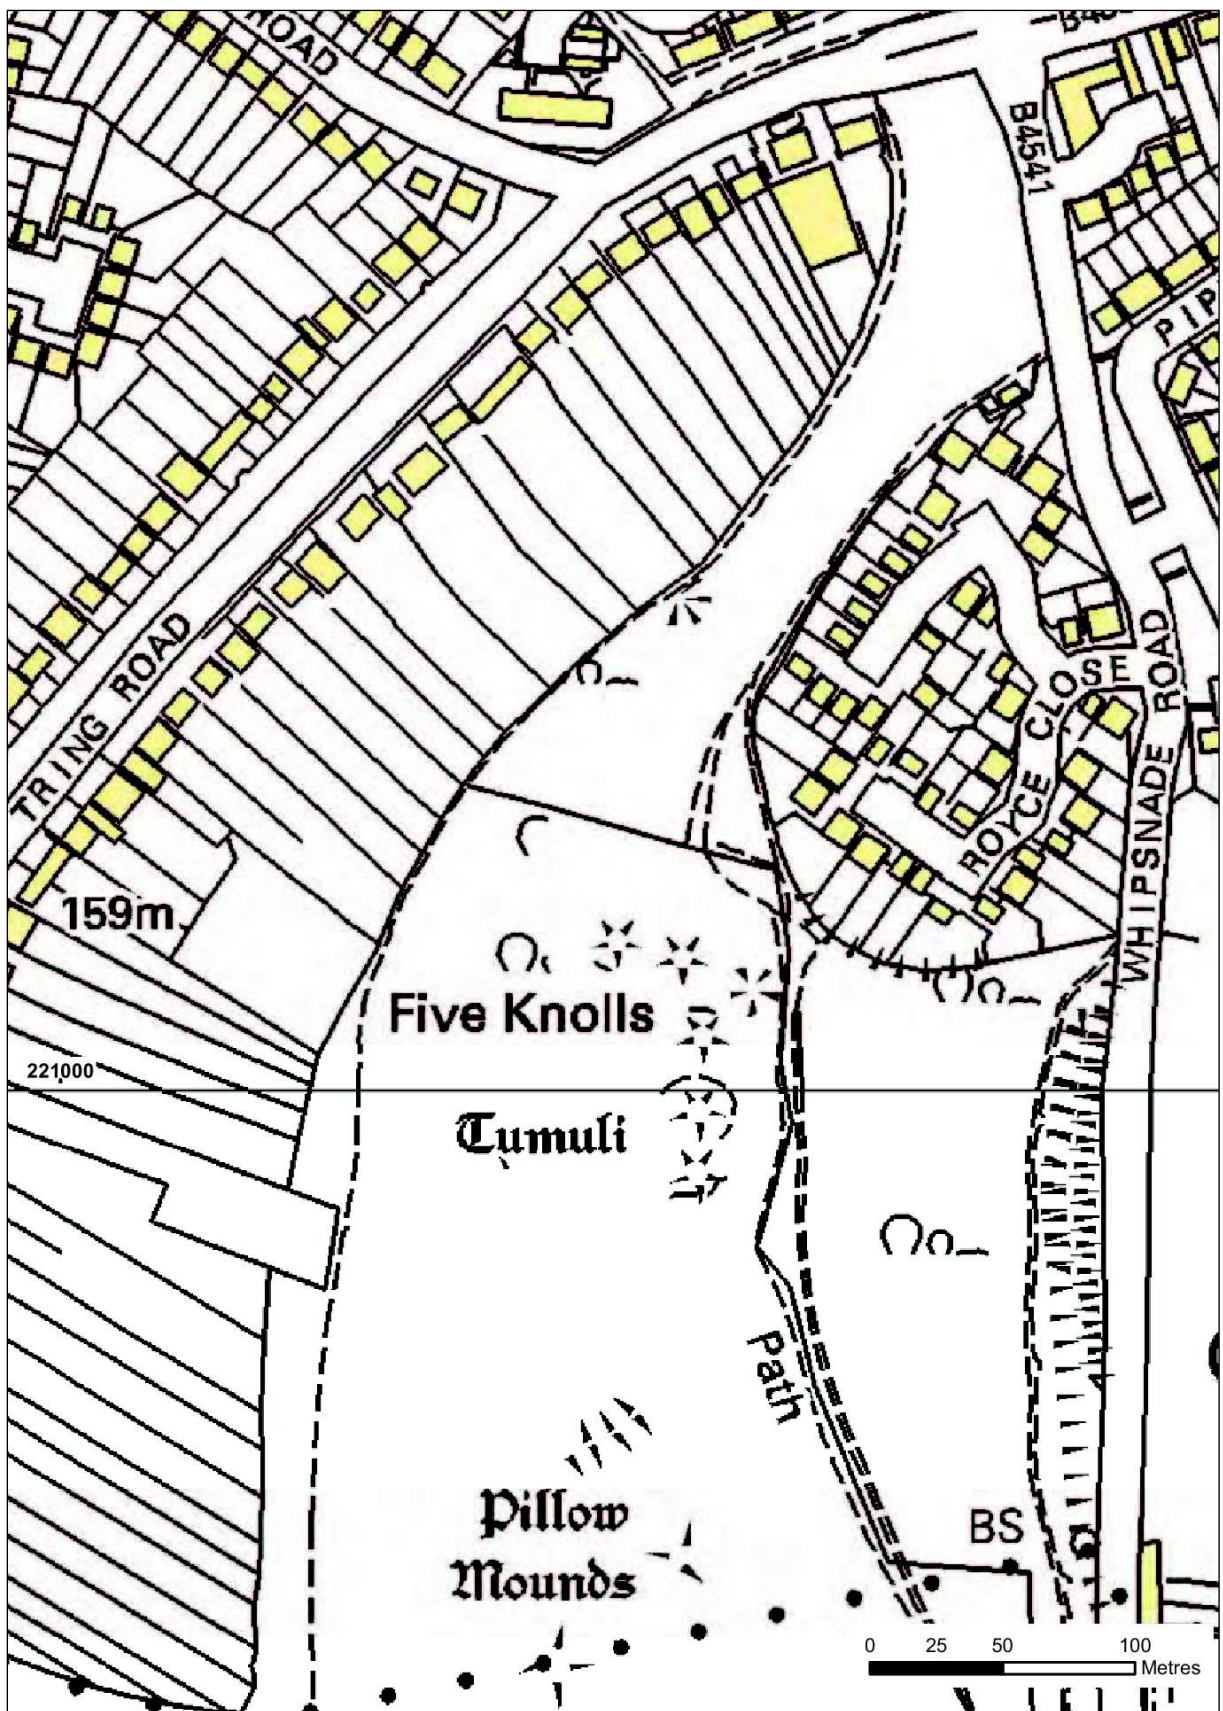 ROAD
B4541
PIP
TRING ROAD
ROYCE CLOSE
WHIPSNADE ROAD
159m
Five Knolls
221000
Tumuli
Path
Pillow
Mounds
BS
0 25 50 100
Metres